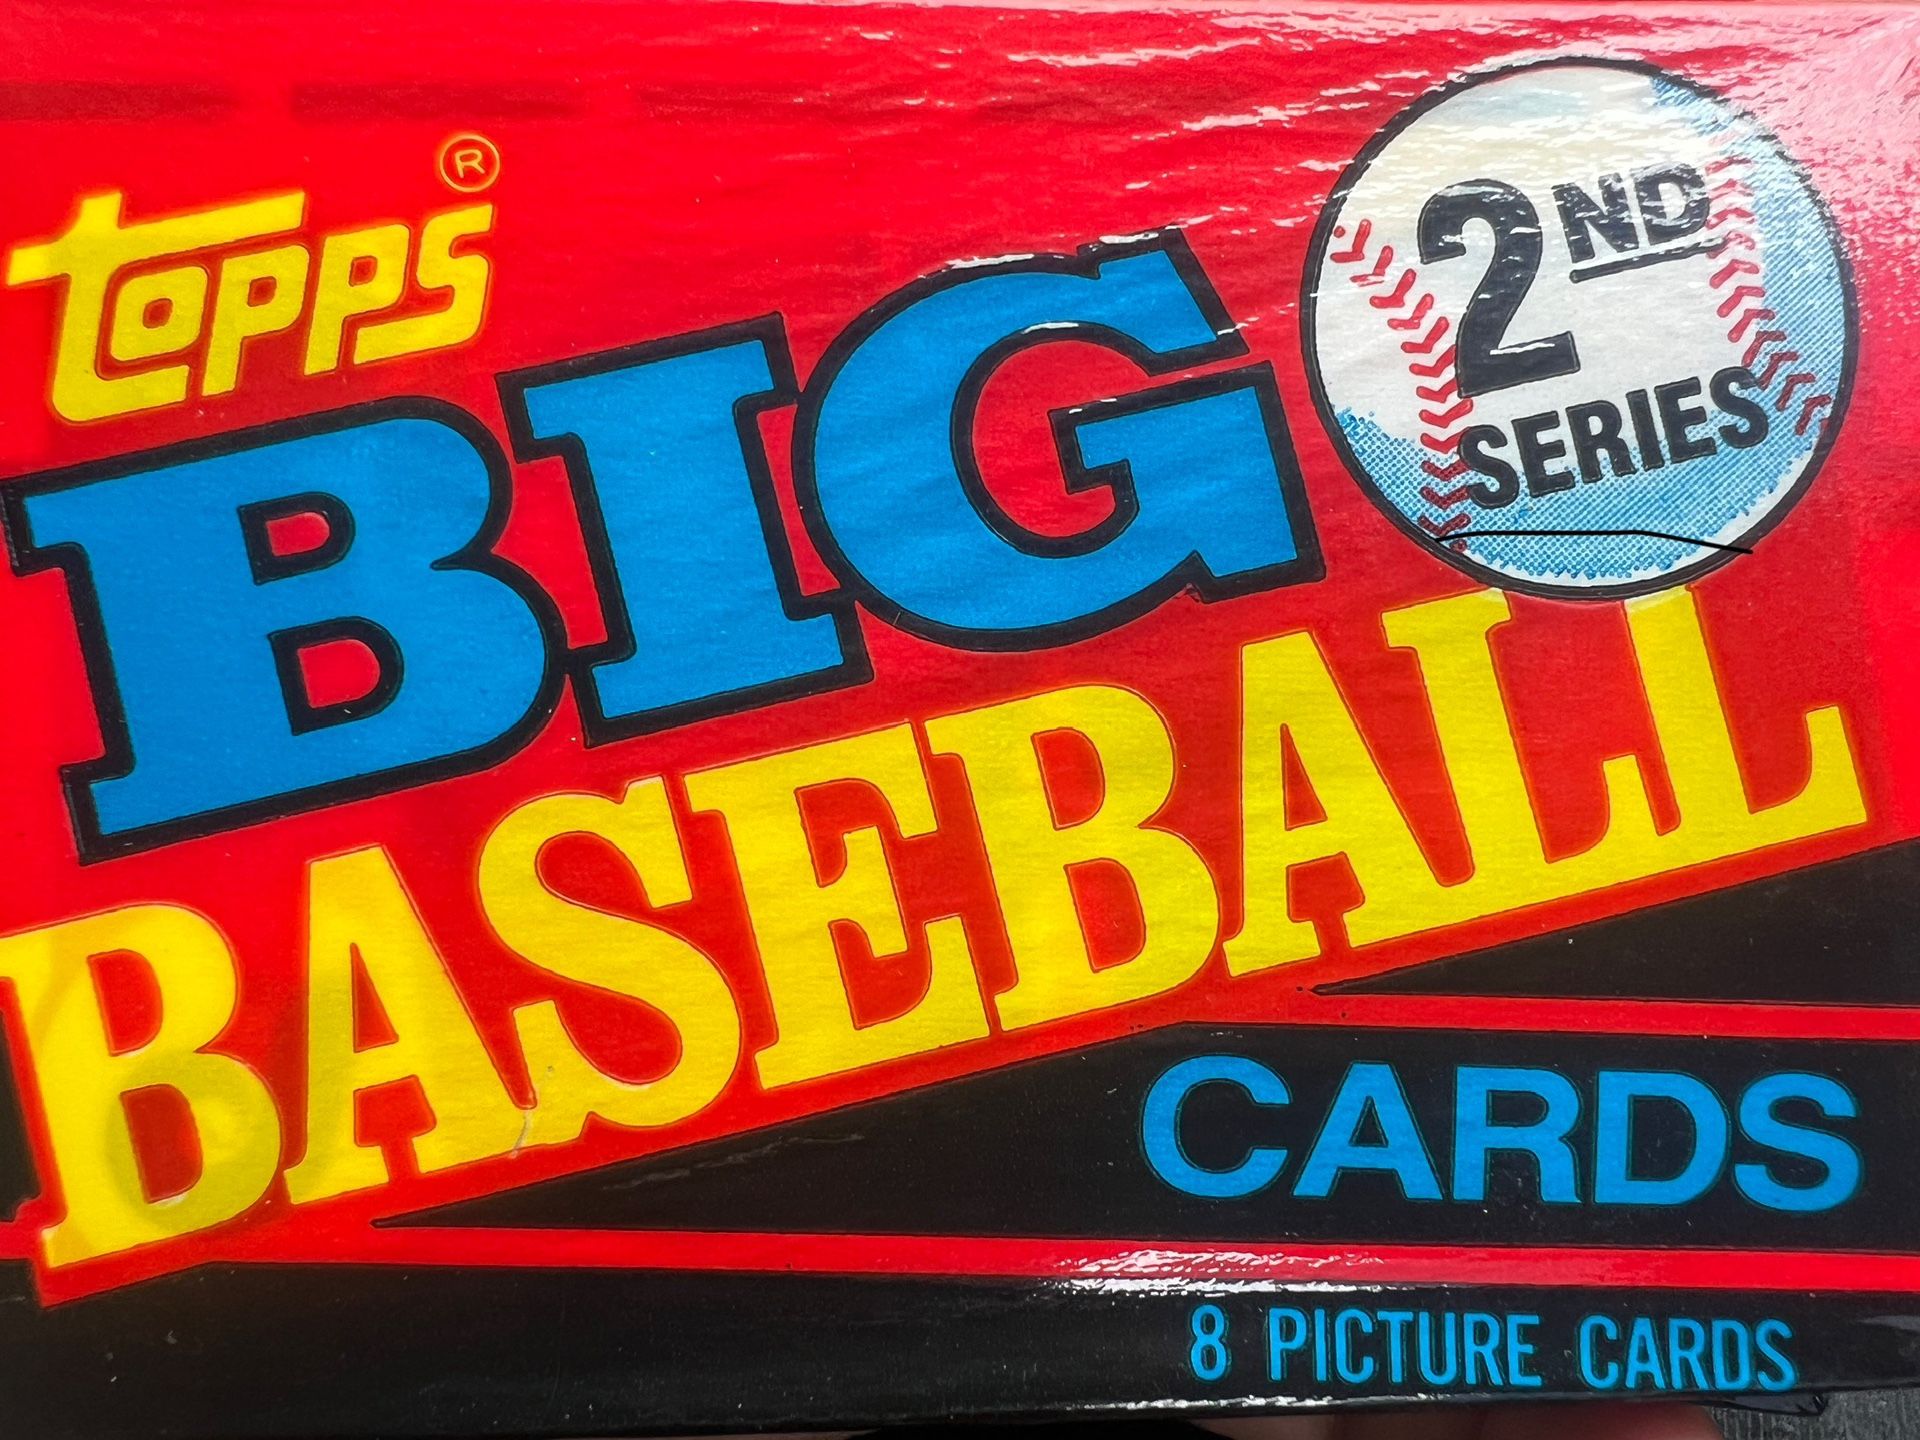 topps®
BIG
BASEBALL
2ND
SERIES
CARDS
8 PICTURE CARDS